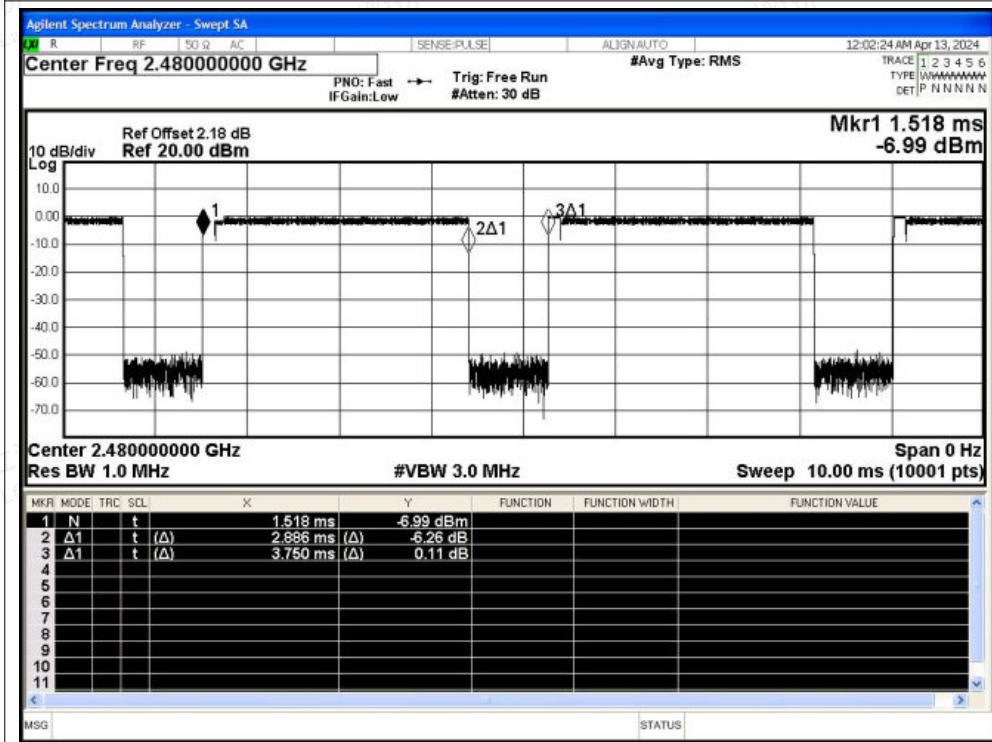 Agilent Spectrum Analyzer - Swept SA
LXI R RF 50 Ω AC SENSE:PULSE ALIGN AUTO 12:02:24 AM Apr 13, 2024
Center Freq 2.480000000 GHz #Avg Type: RMS TRACE 1 2 3 4 5 6
PNO: Fast Trig: Free Run TYPE
IFGain:Low #Atten: 30 dB DET P N N N N N
Mkr1 1.518 ms
-6.99 dBm
Ref Offset 2.18 dB
10 dB/div Ref 20.00 dBm
Log
10.0
0.00
-10.0
-20.0
-30.0
-40.0
-50.0
-60.0
-70.0
1
2Δ1
3Δ1
Center 2.480000000 GHz Span 0 Hz
Res BW 1.0 MHz #VBW 3.0 MHz Sweep 10.00 ms (10001 pts)
MKR MODE TRC SCL X Y FUNCTION FUNCTION WIDTH FUNCTION VALUE
1 N t 1.518 ms -6.99 dBm
2 Δ1 t (Δ) 2.886 ms (Δ) -6.26 dB
3 Δ1 t (Δ) 3.750 ms (Δ) 0.11 dB
4
5
6
7
8
9
10
11
MSG STATUS